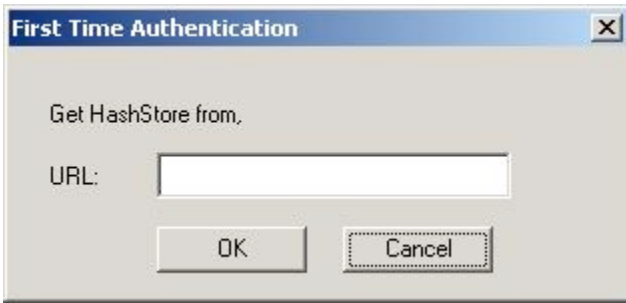 First Time Authentication
Get HashStore from,
URL:
OK Cancel